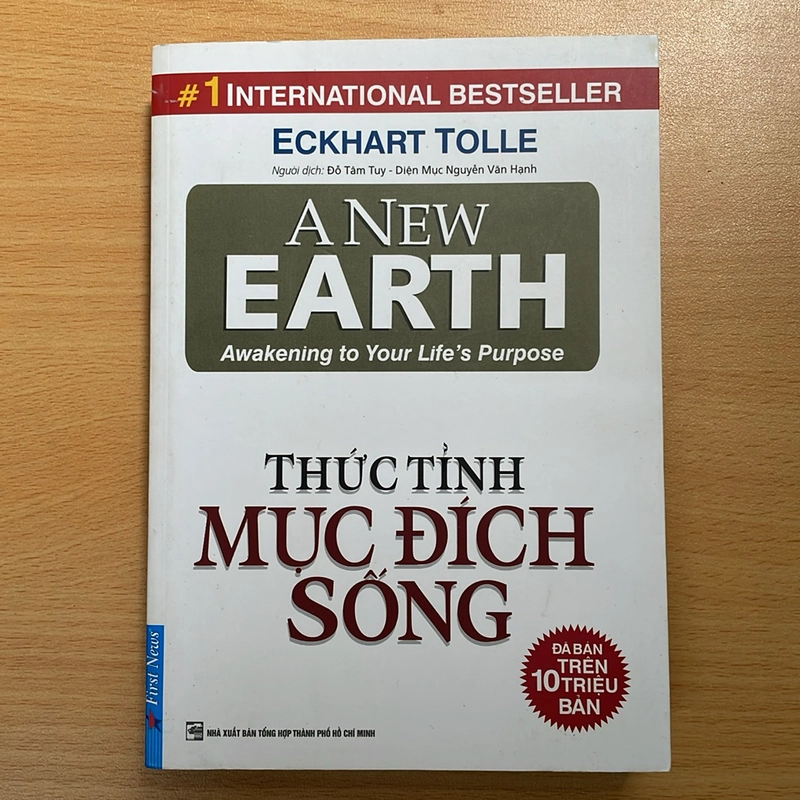 #1 INTERNATIONAL BESTSELLER
ECKHART TOLLE
Người dịch: Đỗ Tâm Tuy - Diện Mục Nguyễn Văn Hạnh
A NEW
EARTH
Awakening to Your Life's Purpose
THỨC TỈNH
MỤC ĐÍCH
SỐNG
ĐÃ BÁN
TRÊN
10 TRIỆU
BẢN
First News
NHÀ XUẤT BẢN TỔNG HỢP THÀNH PHỐ HỒ CHÍ MINH